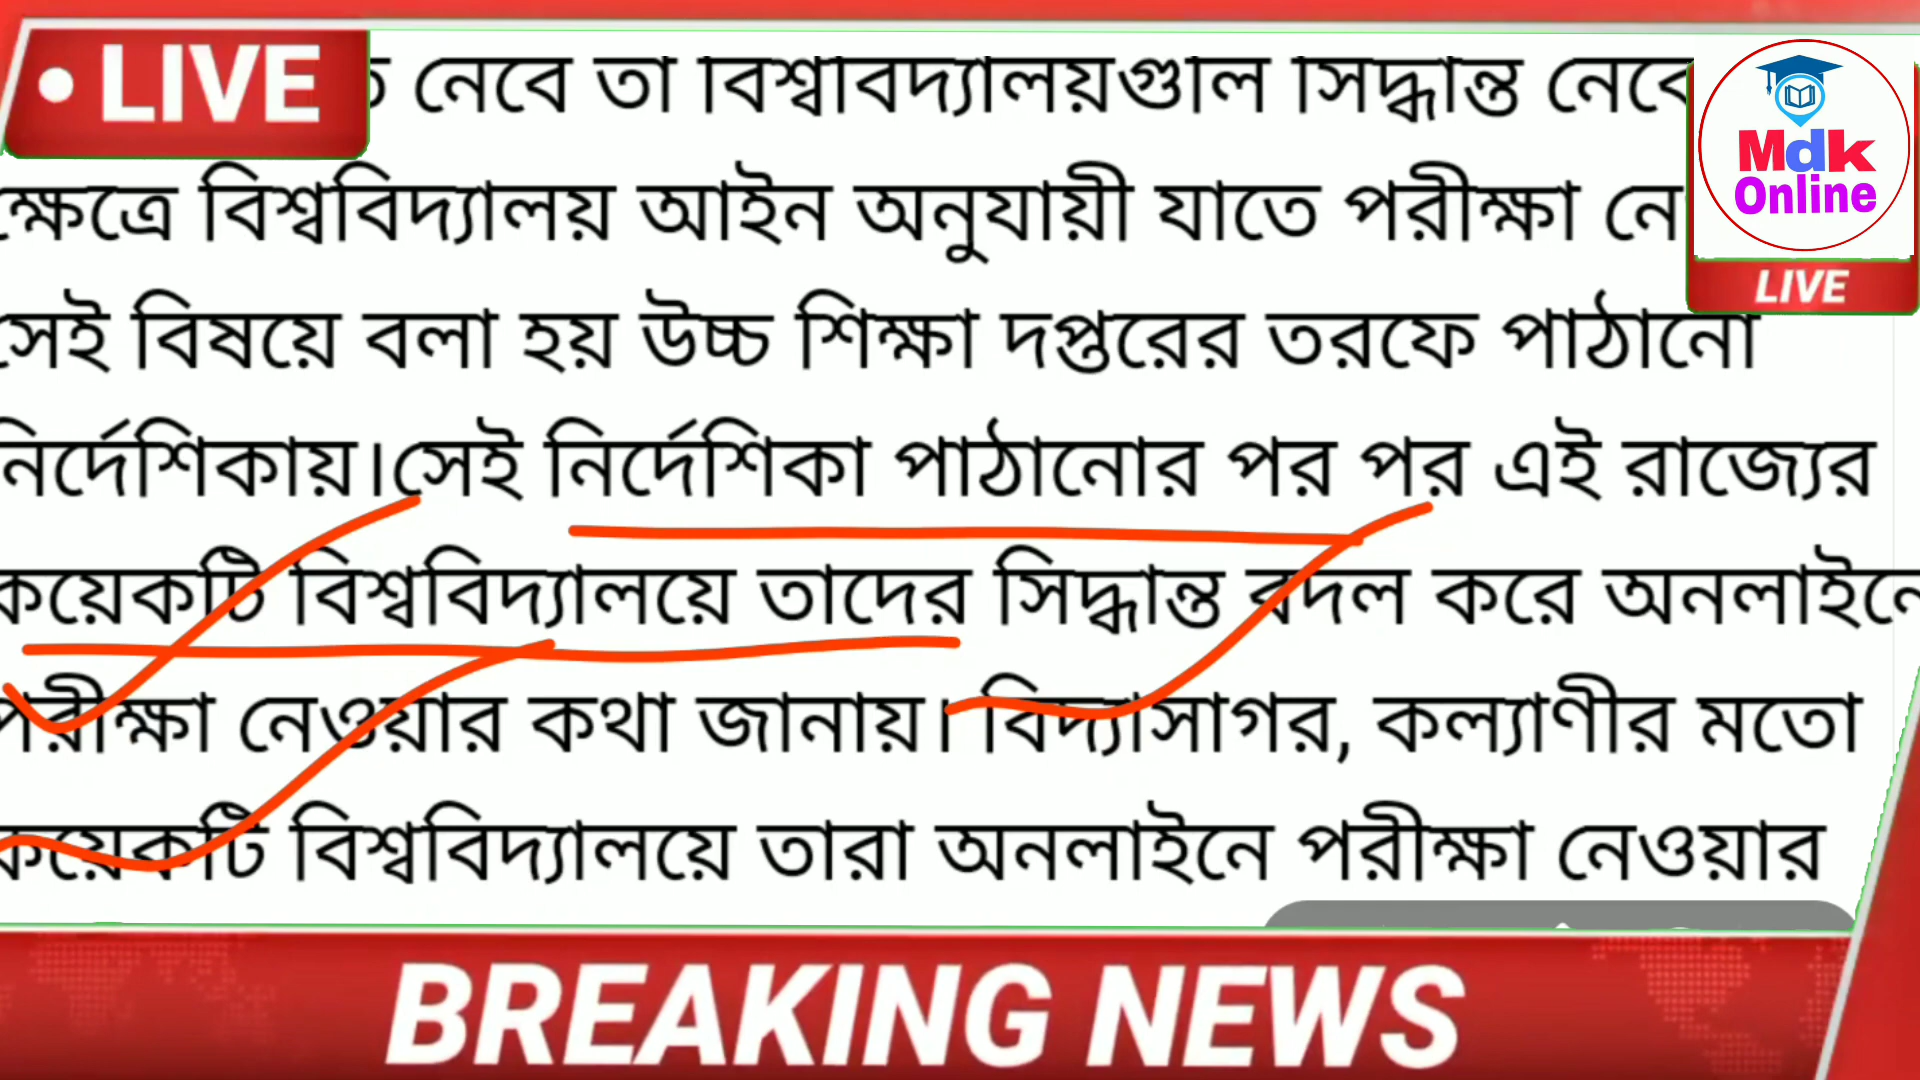 • LIVE
নেবে তা বিশ্ববিদ্যালয়গুলি সিদ্ধান্ত নেবে
Mdk
Online
LIVE
ক্ষেত্রে বিশ্ববিদ্যালয় আইন অনুযায়ী যাতে পরীক্ষা
সেই বিষয়ে বলা হয় উচ্চ শিক্ষা দপ্তরের তরফে পাঠানো
নির্দেশিকায়।সেই নির্দেশিকা পাঠানোর পর পর এই রাজ্যের
কয়েকটি বিশ্ববিদ্যালয়ে তাদের সিদ্ধান্ত বদল করে অনলাইনে
পরীক্ষা নেওয়ার কথা জানায়। বিদ্যাসাগর, কল্যাণীর মতো
কয়েকটি বিশ্ববিদ্যালয়ে তারা অনলাইনে পরীক্ষা নেওয়ার
BREAKING NEWS